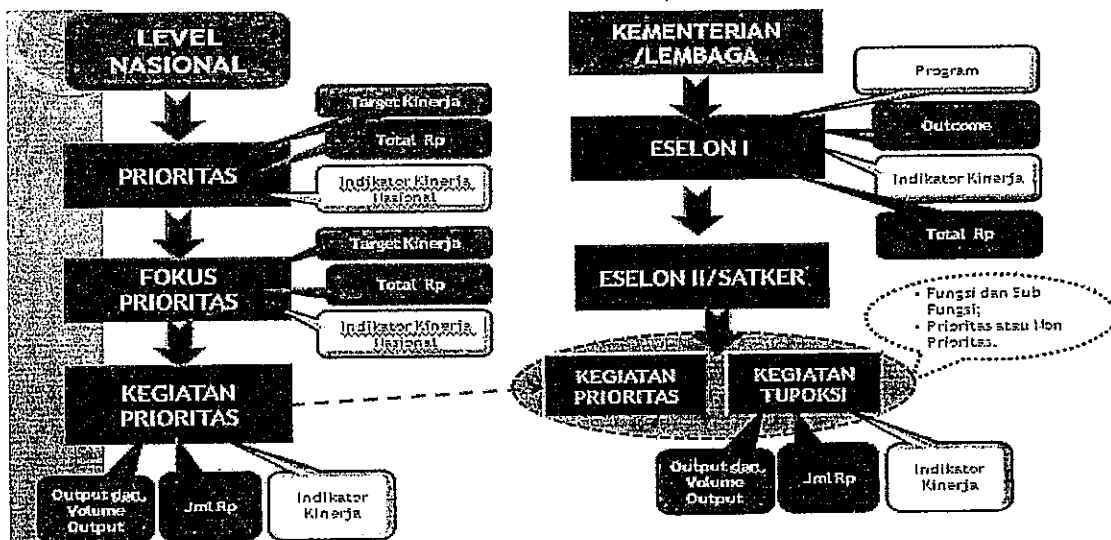 LEVEL
NASIONAL
Target Kinerja
Total Rp
PRIORITAS
Indikator Kinerja
Nasional
Target Kinerja
FOKUS
PRIORITAS
Total Rp
Indikator Kinerja
Nasional
KEGIATAN
PRIORITAS
Output dan
Volume
Output
Jml Rp
Indikator
Kinerja
KEMENTERIAN
/LEMBAGA
Program
Outcome
ESELON I
Indikator Kinerja
Total Rp
ESELON II/SATKER
• Fungsi dan Sub
Fungsi;
• Prioritas atau Non
Prioritas.
KEGIATAN
PRIORITAS
KEGIATAN
TUPOKSI
Output dan
Volume
Output
Jml Rp
Indikator
Kinerja